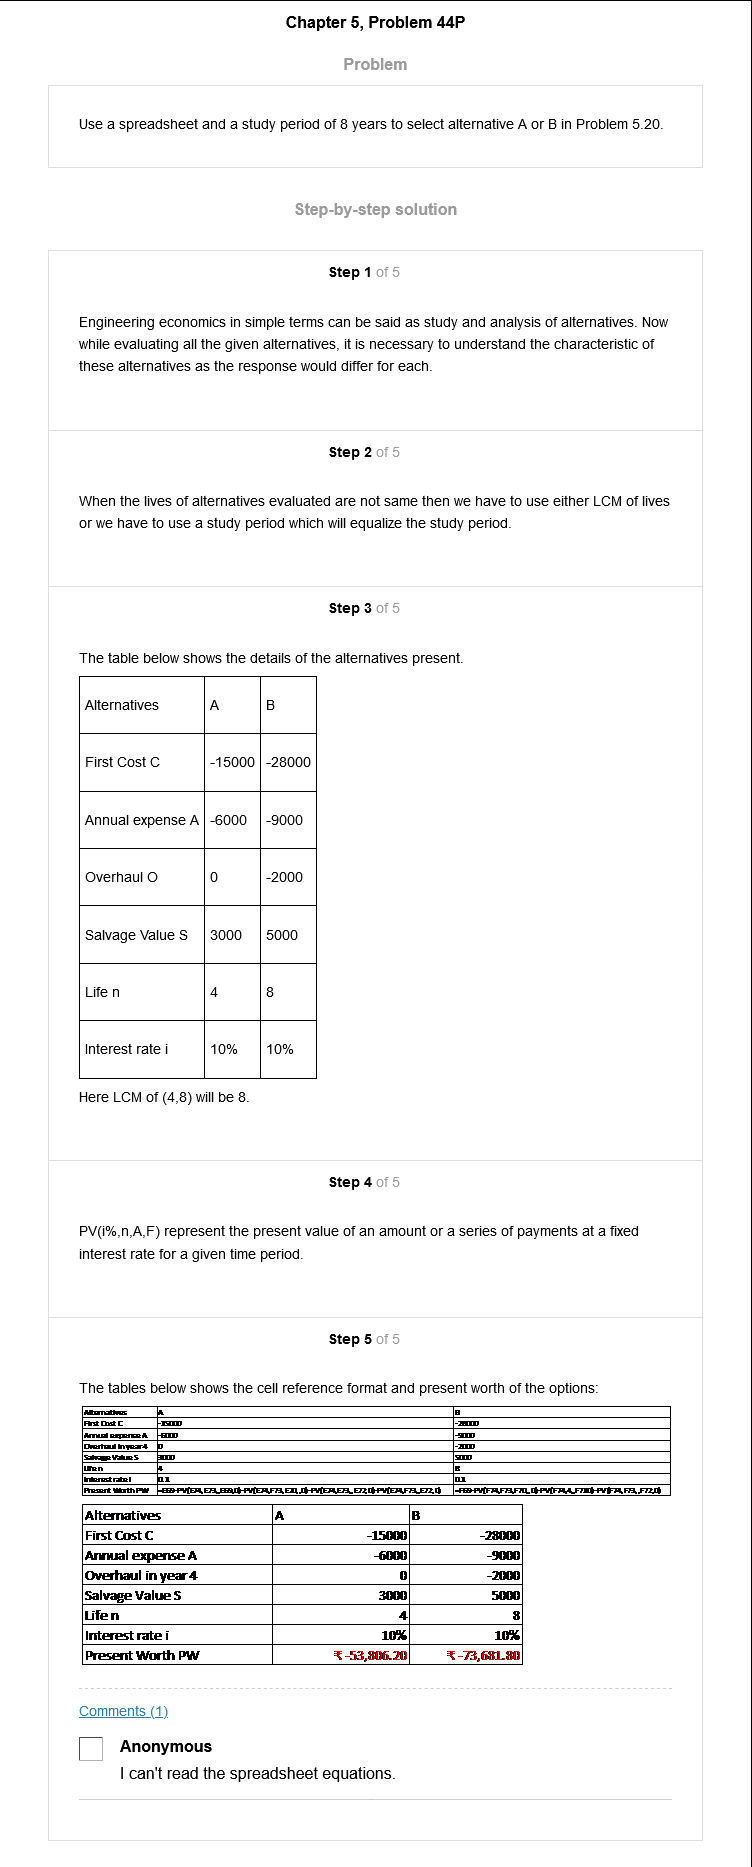 Chapter 5, Problem 44P
Problem
Use a spreadsheet and a study period of 8 years to select alternative A or B in Problem 5.20.
Step-by-step solution
Step 1 of 5
Engineering economics in simple terms can be said as study and analysis of alternatives. Now
while evaluating all the given alternatives, it is necessary to understand the characteristic of
these alternatives as the response would differ for each.
Step 2 of 5
When the lives of alternatives evaluated are not same then we have to use either LCM of lives
or we have to use a study period which will equalize the study period.
Step 3 of 5
The table below shows the details of the alternatives present.
Alternatives A B
First Cost C -15000 -28000
Annual expense A -6000 -9000
Overhaul O 0 -2000
Salvage Value S 3000 5000
Life n 4 8
Interest rate i 10% 10%
Here LCM of (4,8) will be 8.
Step 4 of 5
PV(i%,n,A,F) represent the present value of an amount or a series of payments at a fixed
interest rate for a given time period.
Step 5 of 5
The tables below shows the cell reference format and present worth of the options:
Alternatives A B
First Cost C -15000 -28000
Annual expense A -6000 -9000
Overhaul in year 4 0 -2000
Salvage Value S 3000 5000
Life n 4 8
Interest rate i 0.1 0.1
Present Worth PW
Alternatives A B
First Cost C -15000 -28000
Annual expense A -6000 -9000
Overhaul in year 4 0 -2000
Salvage Value S 3000 5000
Life n 4 8
Interest rate i 10% 10%
Present Worth PW ₹ -53,806.20 ₹ -73,681.80
Comments (1)
Anonymous
I can't read the spreadsheet equations.